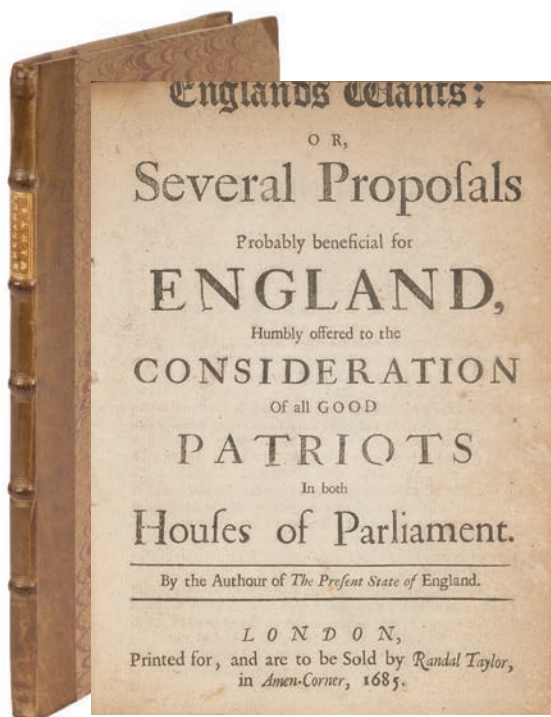 ENGLANDS
WANTS
Englands Wants:
OR,
Several Propoſals
Probably beneficial for
ENGLAND,
Humbly offered to the
CONSIDERATION
Of all GOOD
PATRIOTS
In both
Houſes of Parliament.
By the Authour of The Preſent State of England.
LONDON,
Printed for, and are to be Sold by Randal Taylor,
in Amen-Corner, 1685.